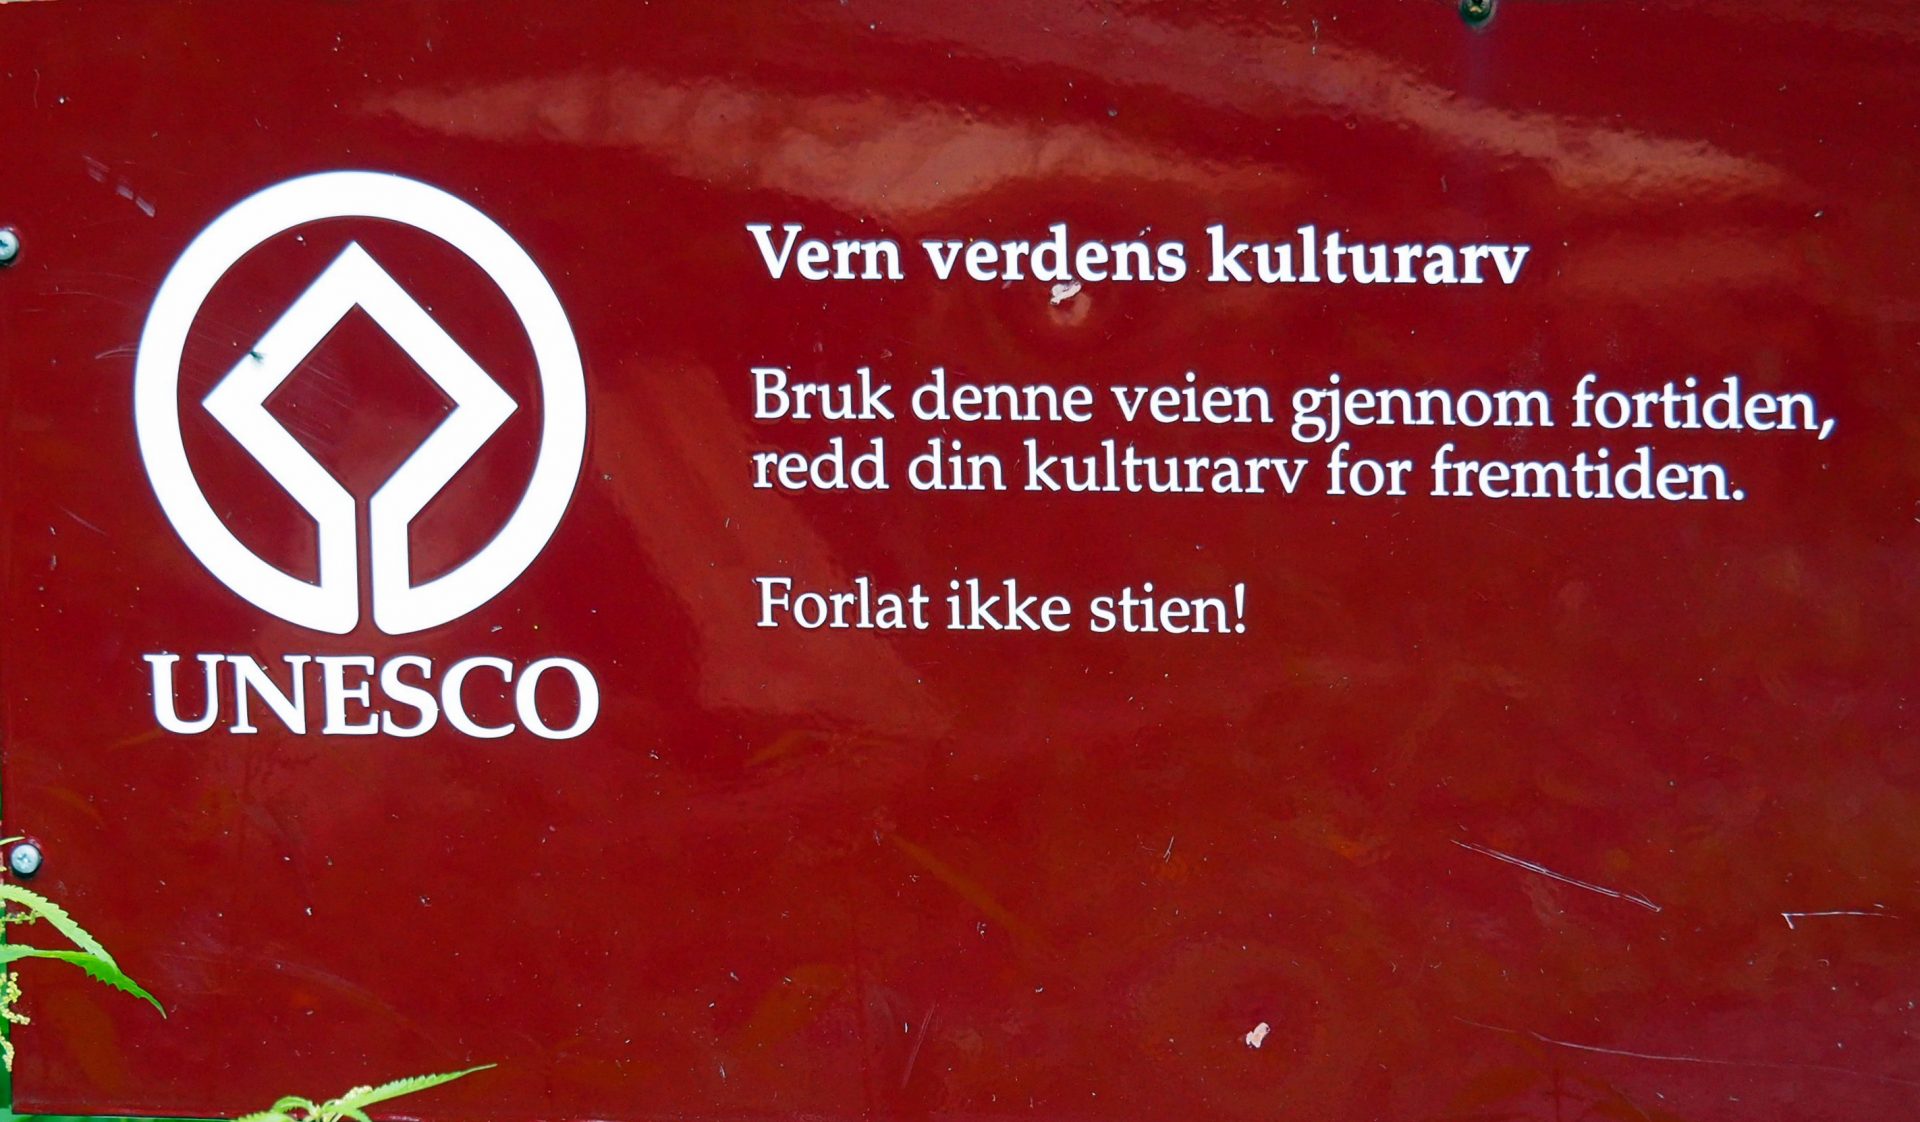 Vern verdens kulturarv
Bruk denne veien gjennom fortiden,
redd din kulturarv for fremtiden.
Forlat ikke stien!
UNESCO